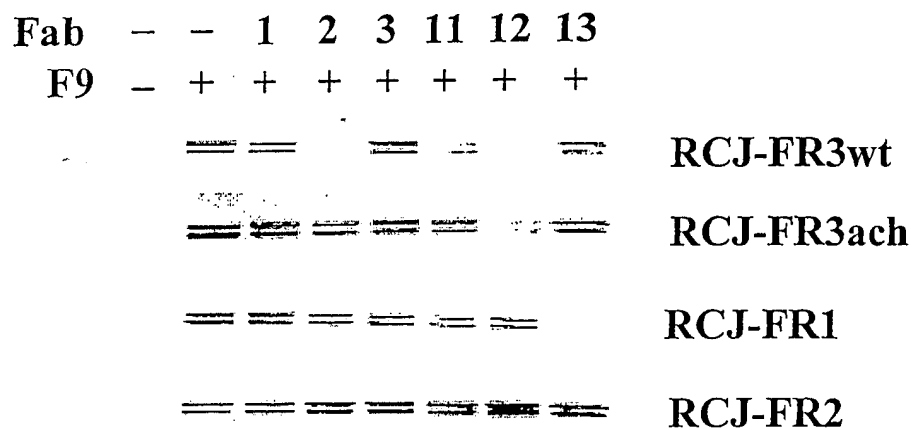 Fab – – 1 2 3 11 12 13
F9 – + + + + + + +
RCJ-FR3wt
RCJ-FR3ach
RCJ-FR1
RCJ-FR2